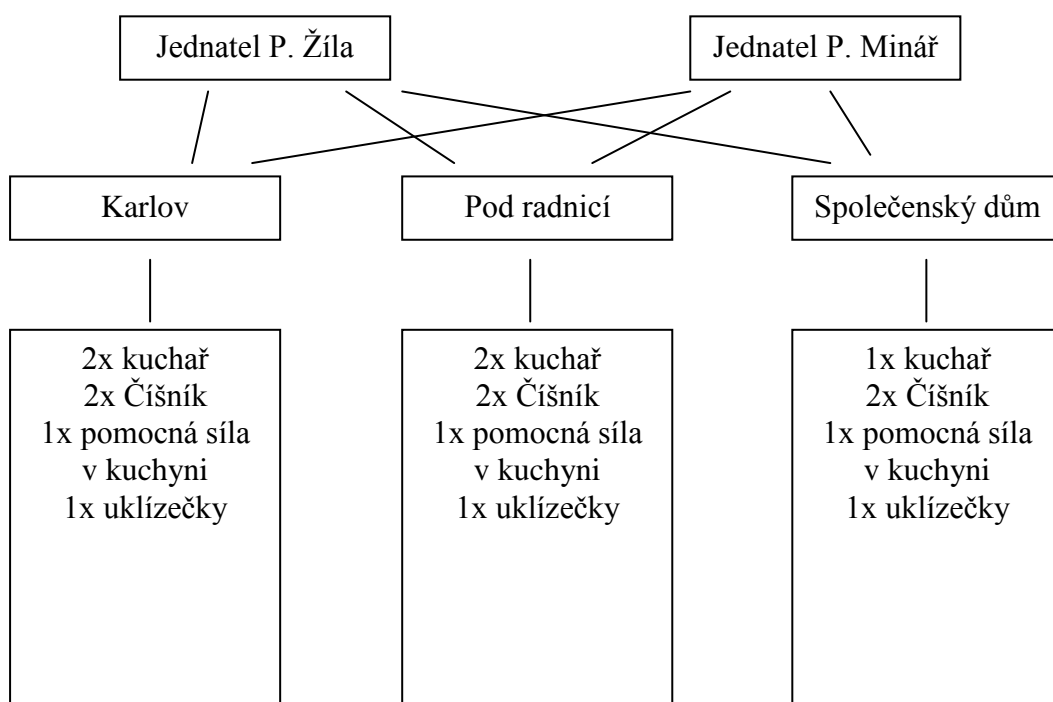 Jednatel P. Žíla
Jednatel P. Minář
Karlov
Pod radnicí
Společenský dům
2x kuchař
2x Číšník
1x pomocná síla
v kuchyni
1x uklízečky
2x kuchař
2x Číšník
1x pomocná síla
v kuchyni
1x uklízečky
1x kuchař
2x Číšník
1x pomocná síla
v kuchyni
1x uklízečky